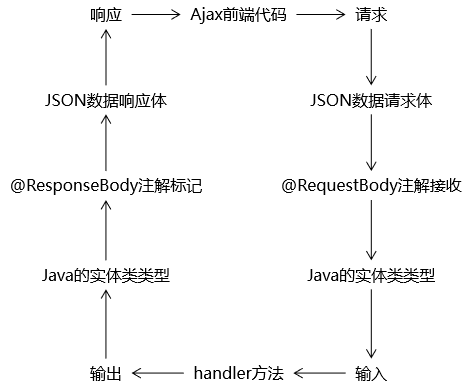 响应
Ajax前端代码
请求
JSON数据响应体
JSON数据请求体
@ResponseBody注解标记
@RequestBody注解接收
Java的实体类类型
Java的实体类类型
输出
handler方法
输入